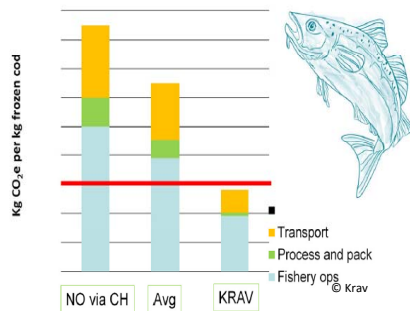 Kg CO₂e per kg frozen cod
Transport
Process and pack
Fishery ops
© Krav
NO via CH
Avg
KRAV